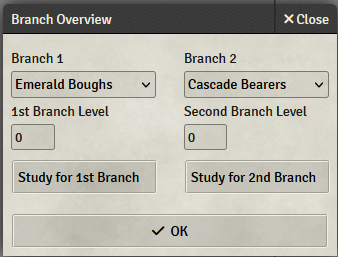 Branch Overview
✕ Close
Branch 1
Branch 2
Emerald Boughs
Cascade Bearers
1st Branch Level
Second Branch Level
0
0
Study for 1st Branch
Study for 2nd Branch
✓ OK